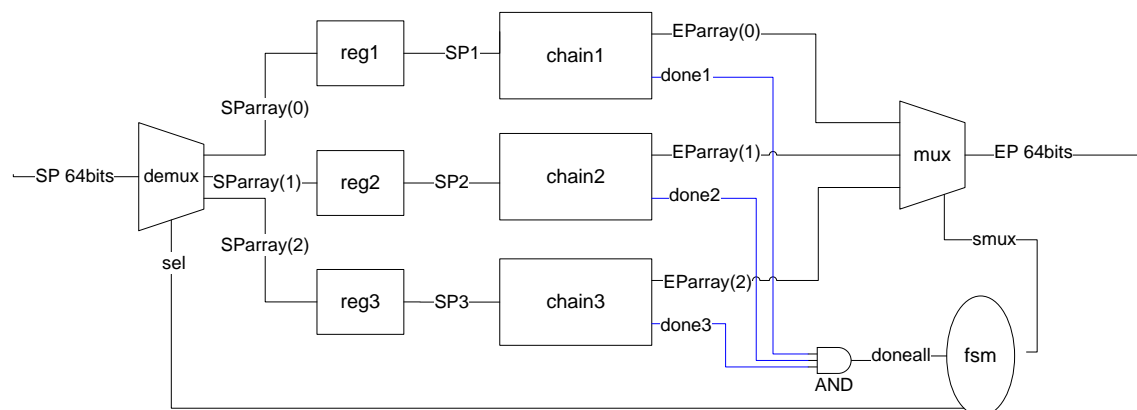 EParray(0)
reg1
SP1
chain1
done1
SParray(0)
SP 64bits
demux
SParray(1)
reg2
SP2
chain2
EParray(1)
done2
mux
EP 64bits
SParray(2)
sel
smux
reg3
SP3
chain3
EParray(2)
done3
doneall
fsm
AND